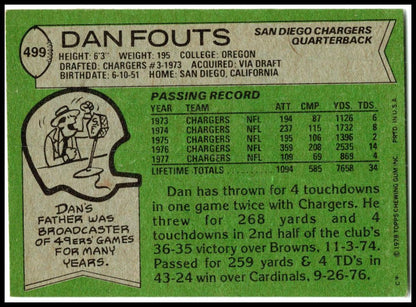 499
DAN FOUTS
SAN DIEGO CHARGERS
QUARTERBACK
HEIGHT: 6'3" WEIGHT: 195 COLLEGE: OREGON
DRAFTED: CHARGERS #3-1973 ACQUIRED: VIA DRAFT
BIRTHDATE: 6-10-51 HOME: SAN DIEGO, CALIFORNIA
PASSING RECORD
YEAR TEAM ATT CMP YDS. TDS.
1973 CHARGERS NFL 194 87 1126 6
1974 CHARGERS NFL 237 115 1732 8
1975 CHARGERS NFL 195 106 1396 2
1976 CHARGERS NFL 359 208 2535 14
1977 CHARGERS NFL 109 69 869 4
LIFETIME TOTALS 1094 585 7658 34
DAN'S
FATHER WAS
BROADCASTER
OF 49ERS' GAMES
FOR MANY
YEARS.
Dan has thrown for 4 touchdowns
in one game twice with Chargers. He
threw for 268 yards and 4
touchdowns in 2nd half of the club's
36-35 victory over Browns, 11-3-74.
Passed for 259 yards & 4 TD's in
43-24 win over Cardinals, 9-26-76.
© 1978 TOPPS CHEWING GUM, INC. PRTD. IN U.S.A.